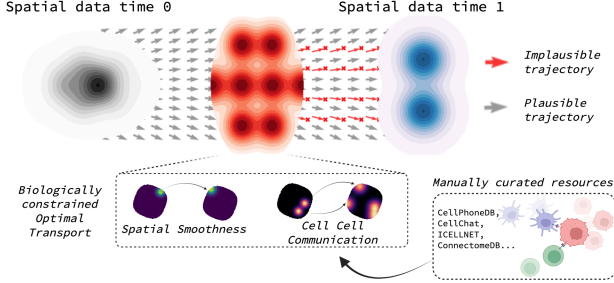 Spatial data time 0
Spatial data time 1
Implausible
trajectory
Plausible
trajectory
Biologically
constrained
Optimal
Transport
Spatial Smoothness
Cell Cell
Communication
Manually curated resources
CellPhoneDB,
CellChat,
ICELLNET,
ConnectomeDB...